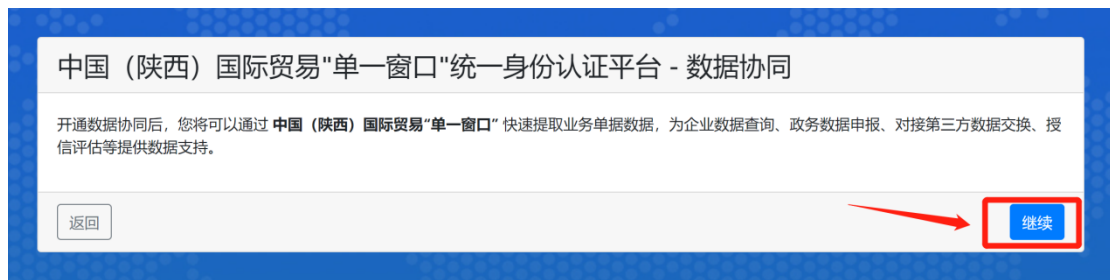 中国（陕西）国际贸易"单一窗口"统一身份认证平台 - 数据协同
开通数据协同后，您将可以通过 中国（陕西）国际贸易“单一窗口” 快速提取业务单据数据，为企业数据查询、政务数据申报、对接第三方数据交换、授
信评估等提供数据支持。
返回
继续